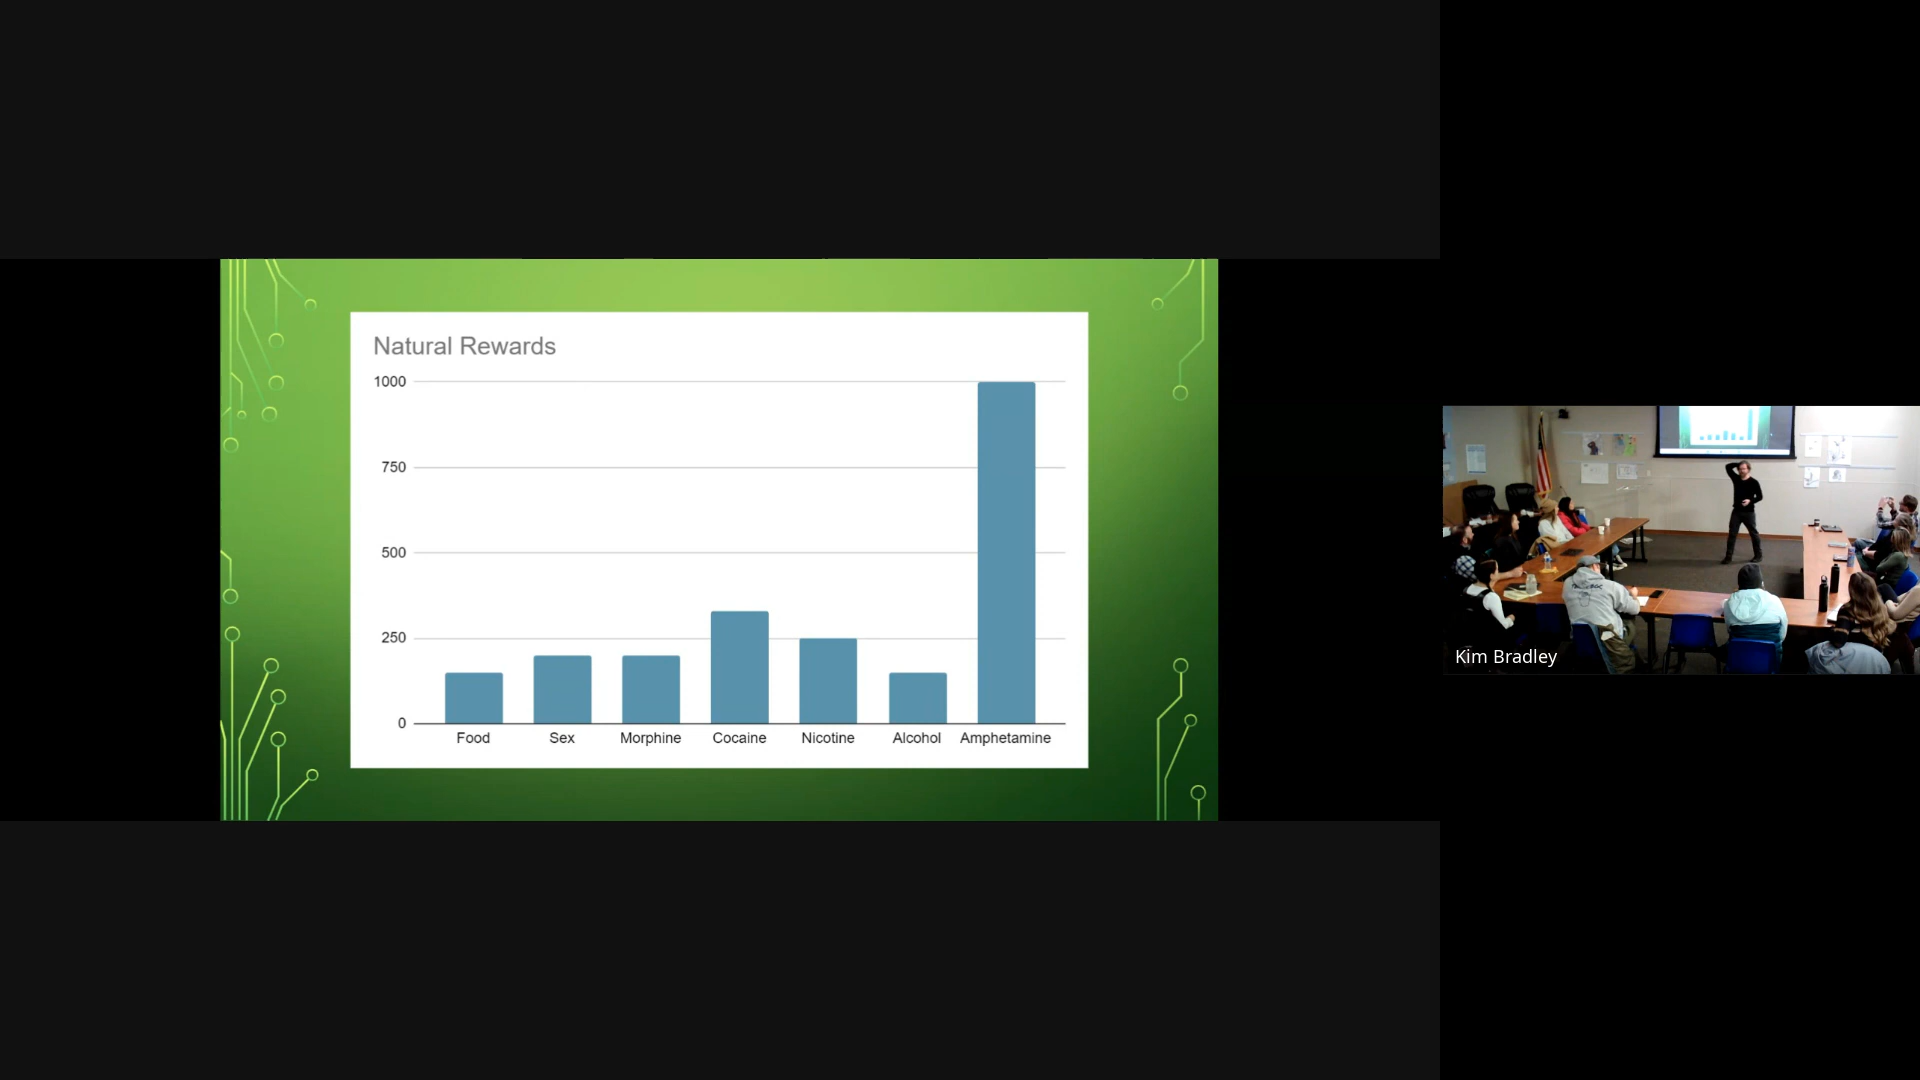 Natural Rewards
1000
750
500
250
0
Food Sex Morphine Cocaine Nicotine Alcohol Amphetamine
Kim Bradley